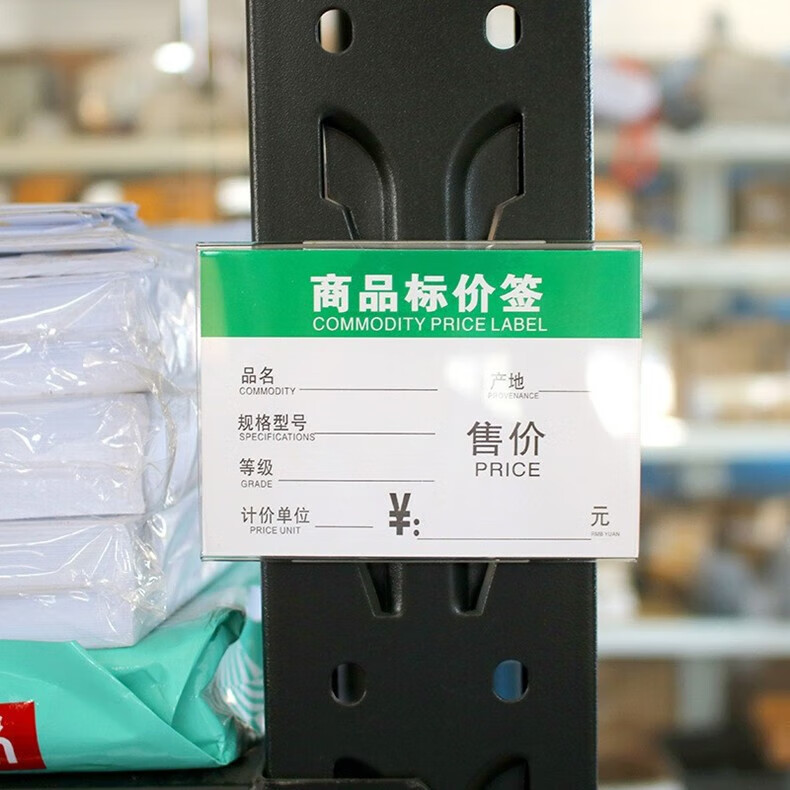 商品标价签
COMMODITY PRICE LABEL
品名
COMMODITY
产地
PROVENANCE
规格型号
SPECIFICATIONS
售价
PRICE
等级
GRADE
计价单位
PRICE UNIT
¥:
元
RMB YUAN